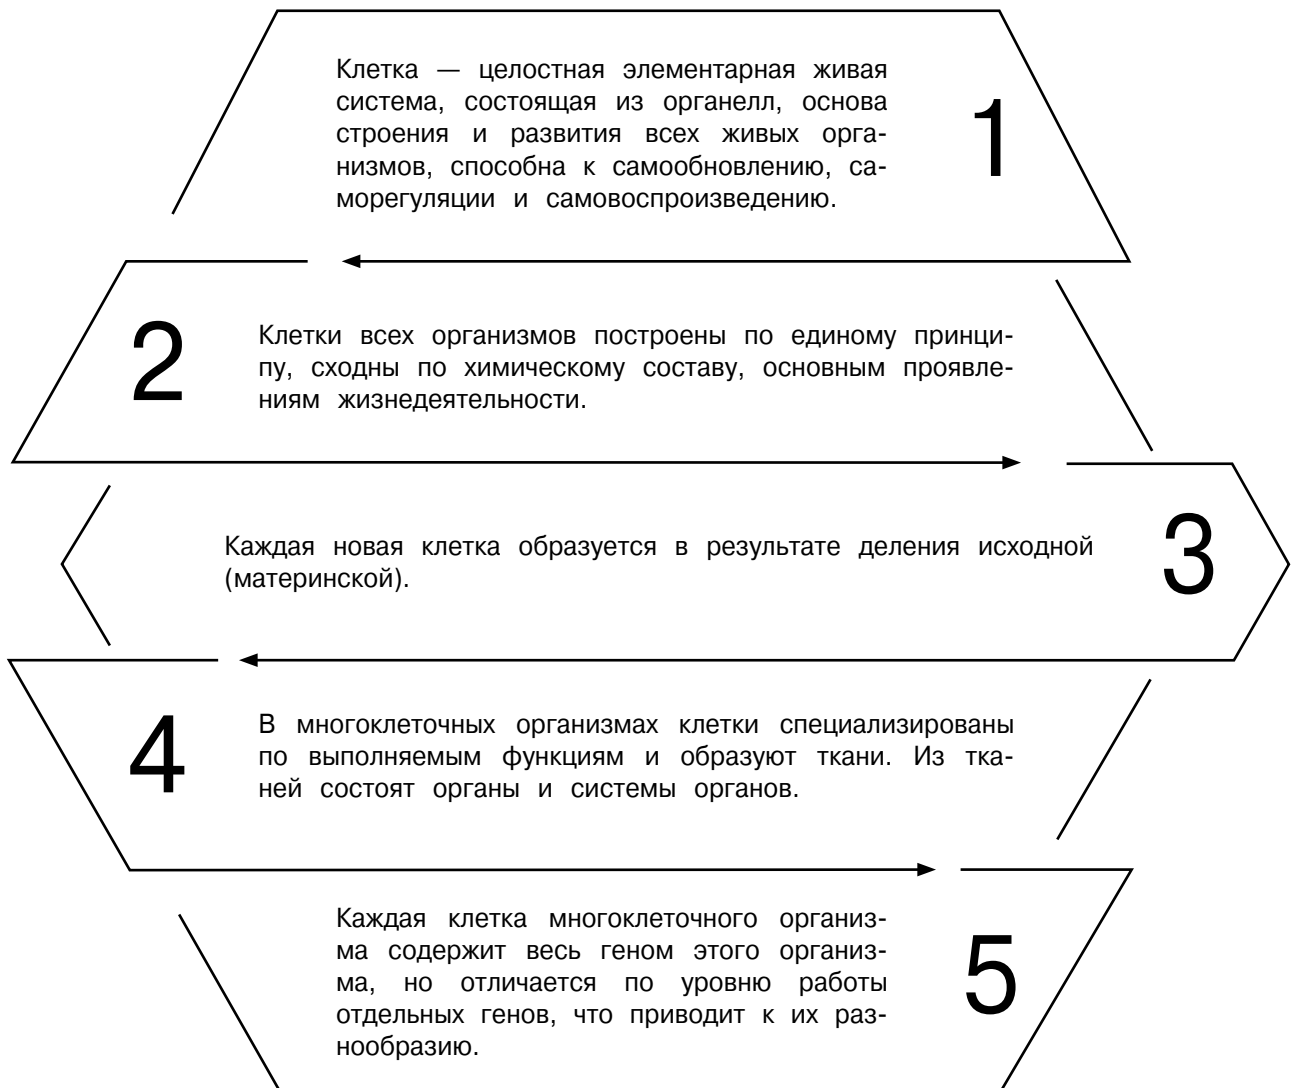 Клетка — целостная элементарная живая
система, состоящая из органелл, основа
строения и развития всех живых орга-
низмов, способна к самообновлению, са-
морегуляции и самовоспроизведению.
1
2
Клетки всех организмов построены по единому принци-
пу, сходны по химическому составу, основным проявле-
ниям жизнедеятельности.
Каждая новая клетка образуется в результате деления исходной
(материнской).
3
4
В многоклеточных организмах клетки специализированы
по выполняемым функциям и образуют ткани. Из тка-
ней состоят органы и системы органов.
Каждая клетка многоклеточного организ-
ма содержит весь геном этого организ-
ма, но отличается по уровню работы
отдельных генов, что приводит к их раз-
нообразию.
5